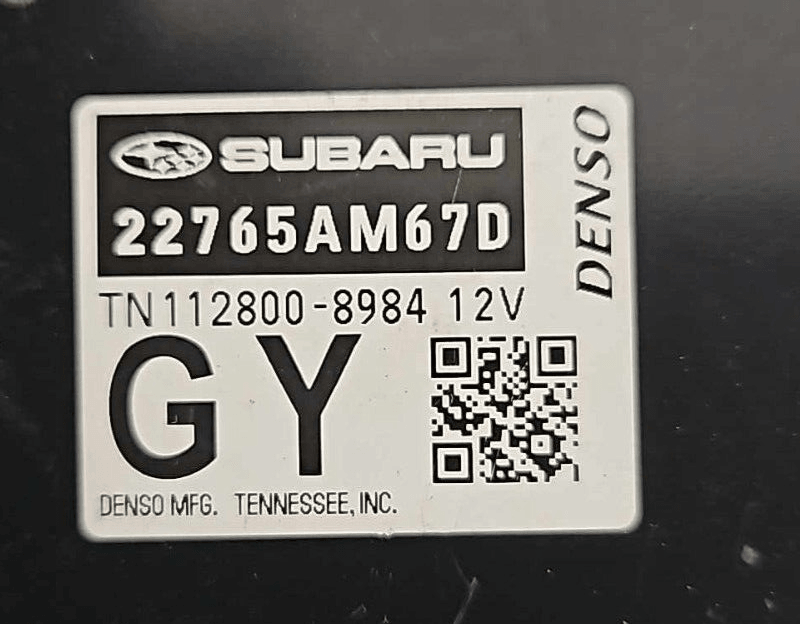 SUBARU
22765AM67D
DENSO
TN112800-8984 12V
GY
DENSO MFG. TENNESSEE, INC.